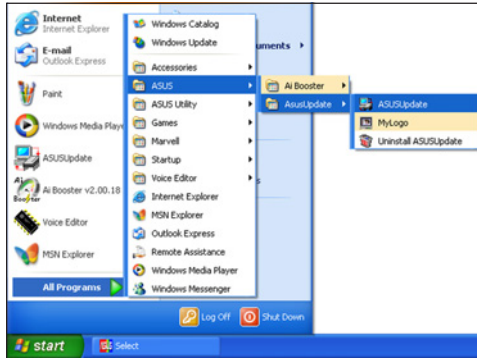 Internet
Internet Explorer
E-mail
Outlook Express
Paint
Windows Media Playe
ASUSUpdate
Ai Booster v2.00.18
Voice Editor
MSN Explorer
All Programs
Windows Catalog
Windows Update
Accessories
ASUS
ASUS Utility
Games
Marvell
Startup
Voice Editor
Internet Explorer
MSN Explorer
Outlook Express
Remote Assistance
Windows Media Player
Windows Messenger
uments
s
Ai Booster
AsusUpdate
ASUSUpdate
MyLogo
Uninstall ASUSUpdate
Log Off
Shut Down
start
Select